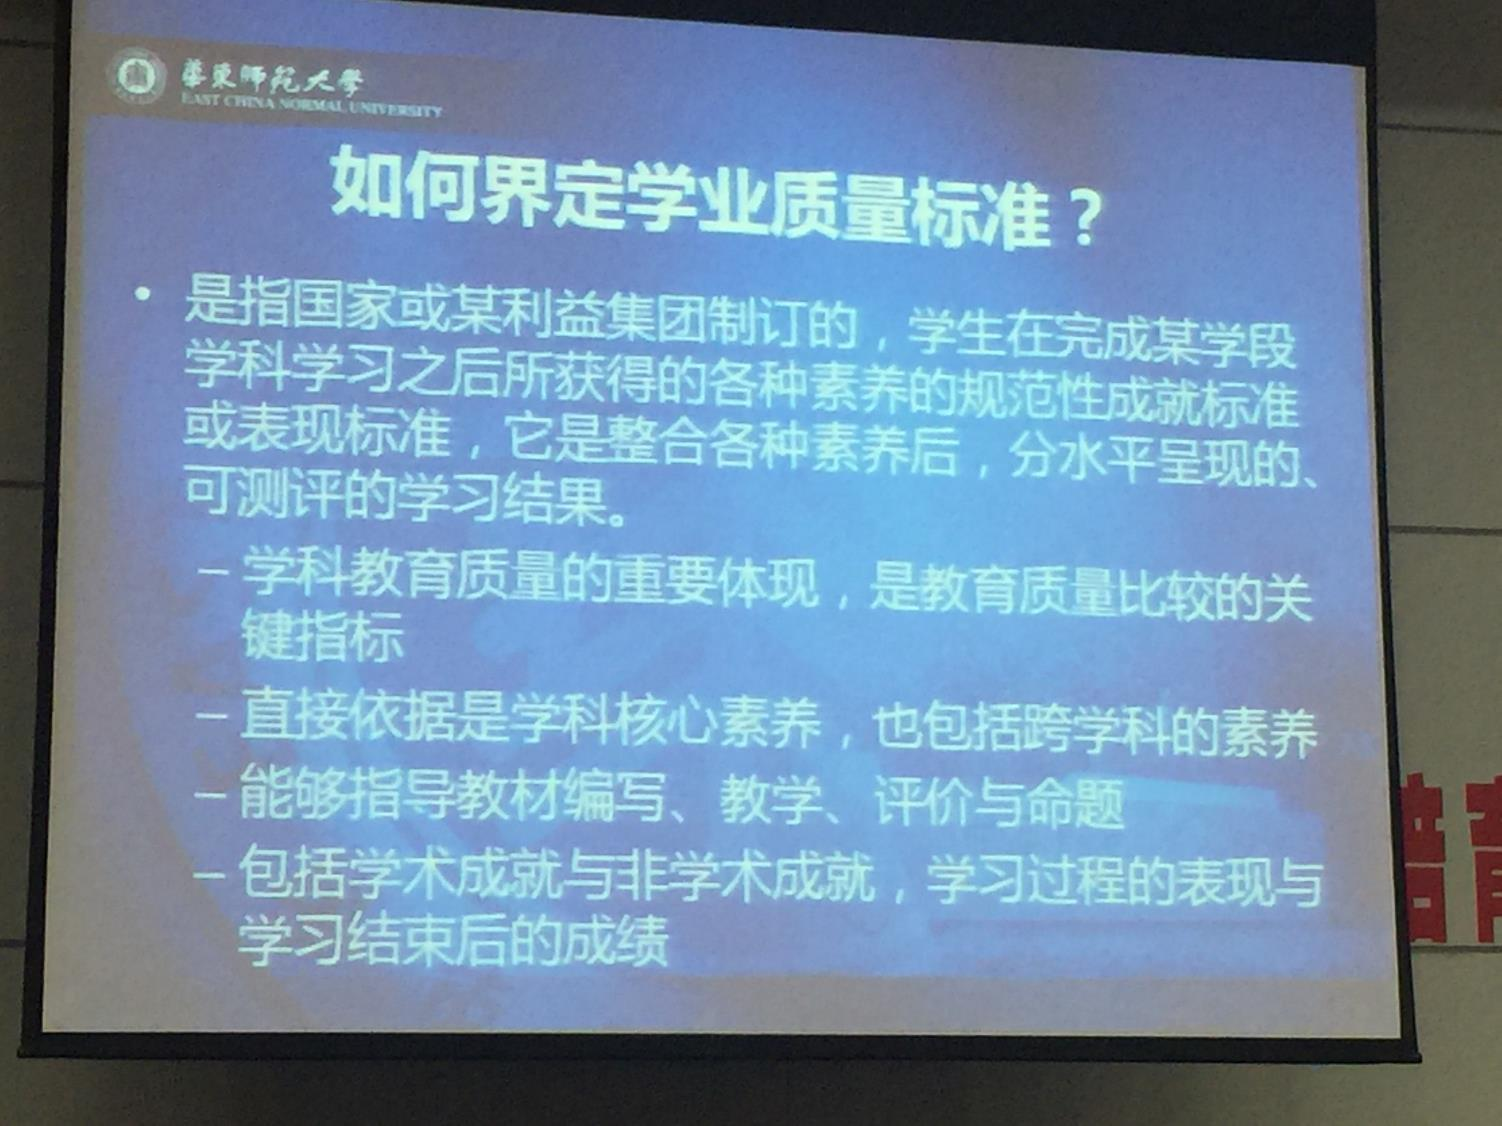 華東師範大學
EAST CHINA NORMAL UNIVERSITY
如何界定学业质量标准？
• 是指国家或某利益集团制订的，学生在完成某学段
学科学习之后所获得的各种素养的规范性成就标准
或表现标准，它是整合各种素养后，分水平呈现的、
可测评的学习结果。
– 学科教育质量的重要体现，是教育质量比较的关
键指标
– 直接依据是学科核心素养，也包括跨学科的素养
– 能够指导教材编写、教学、评价与命题
– 包括学术成就与非学术成就，学习过程的表现与
学习结束后的成绩